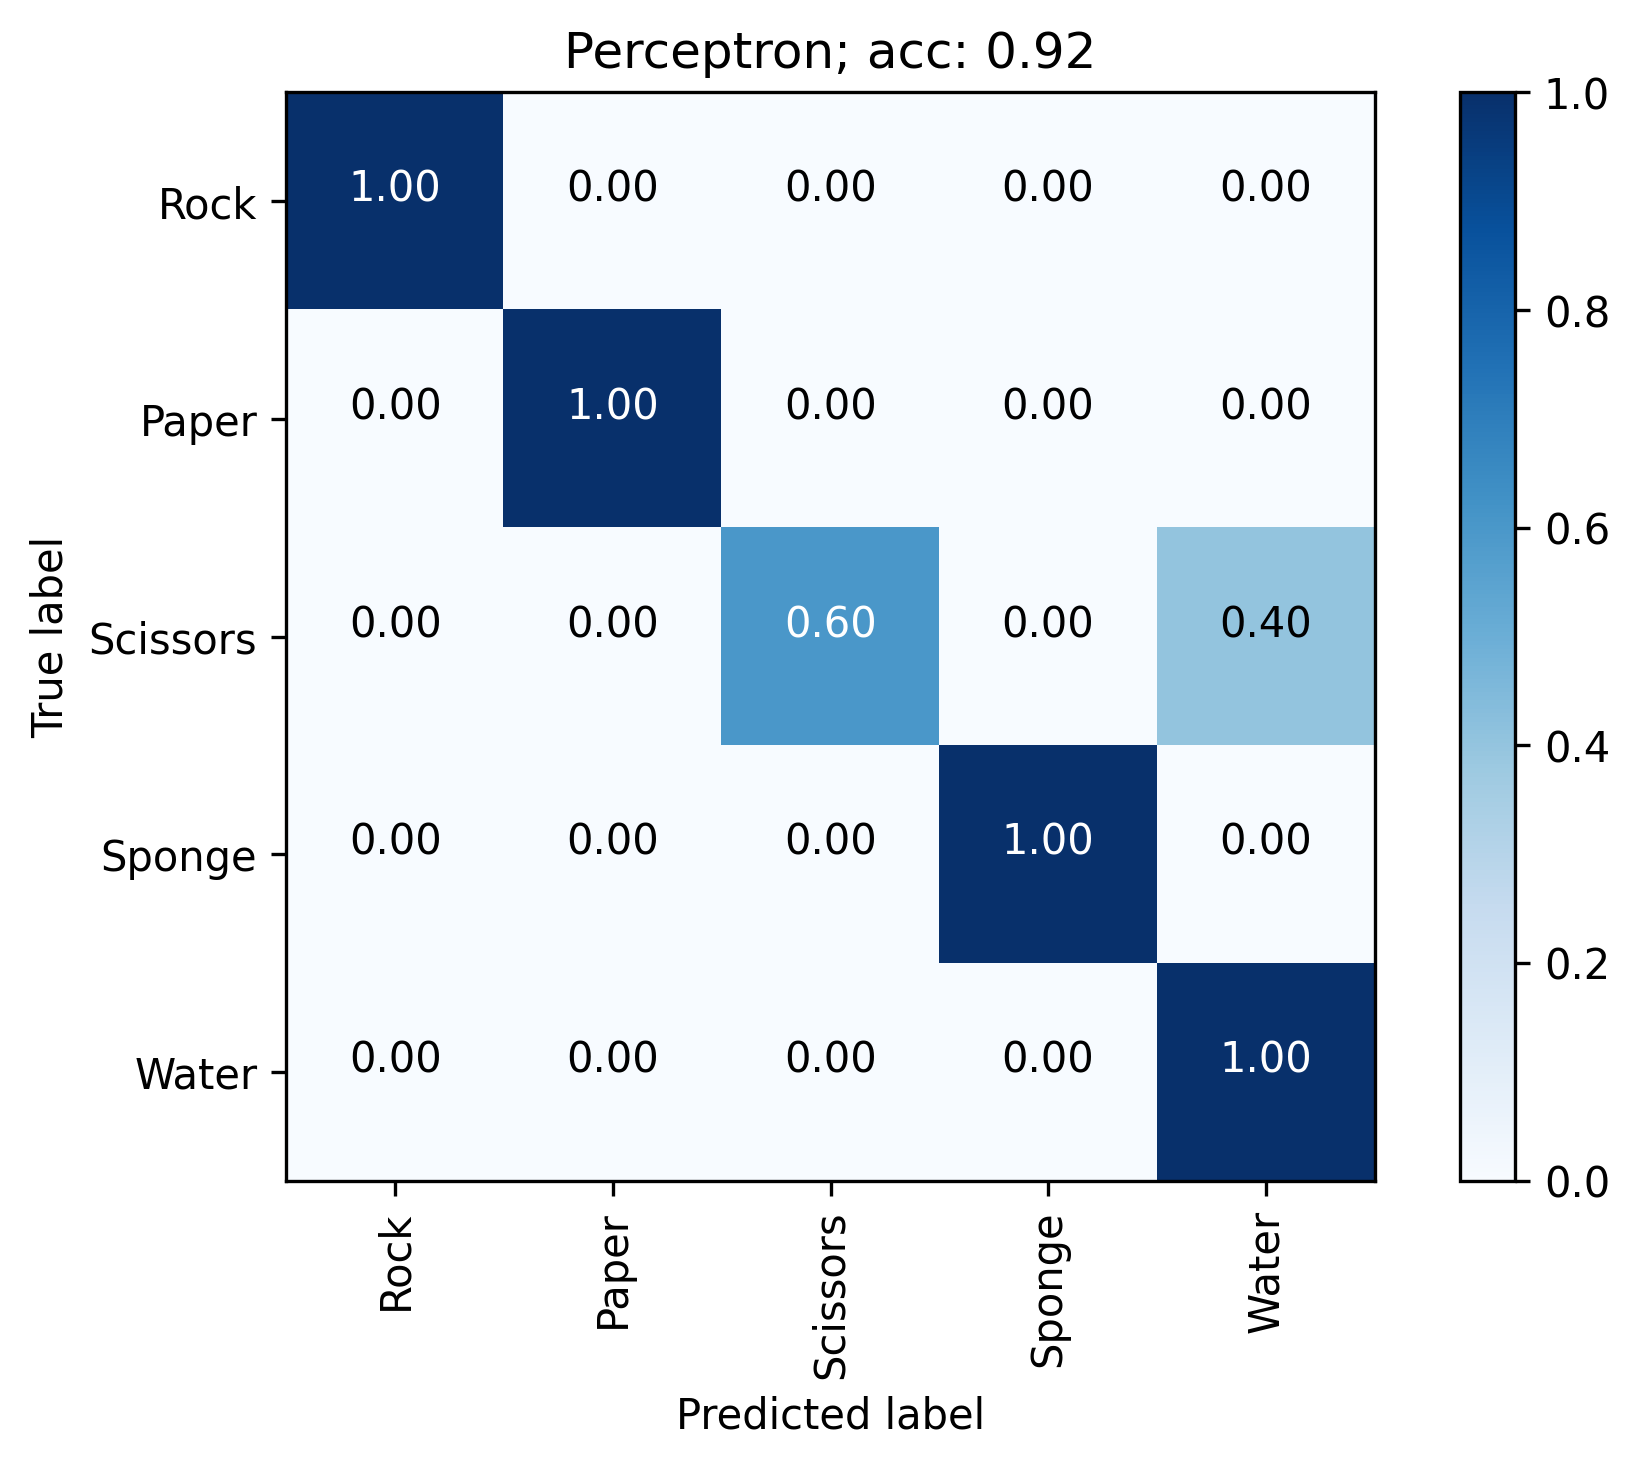 Perceptron; acc: 0.92
1.0
Rock 1.00 0.00 0.00 0.00 0.00
0.8
Paper 0.00 1.00 0.00 0.00 0.00
0.6
True label
Scissors 0.00 0.00 0.60 0.00 0.40
0.4
Sponge 0.00 0.00 0.00 1.00 0.00
0.2
Water 0.00 0.00 0.00 0.00 1.00
0.0
Rock Paper Scissors Sponge Water
Predicted label